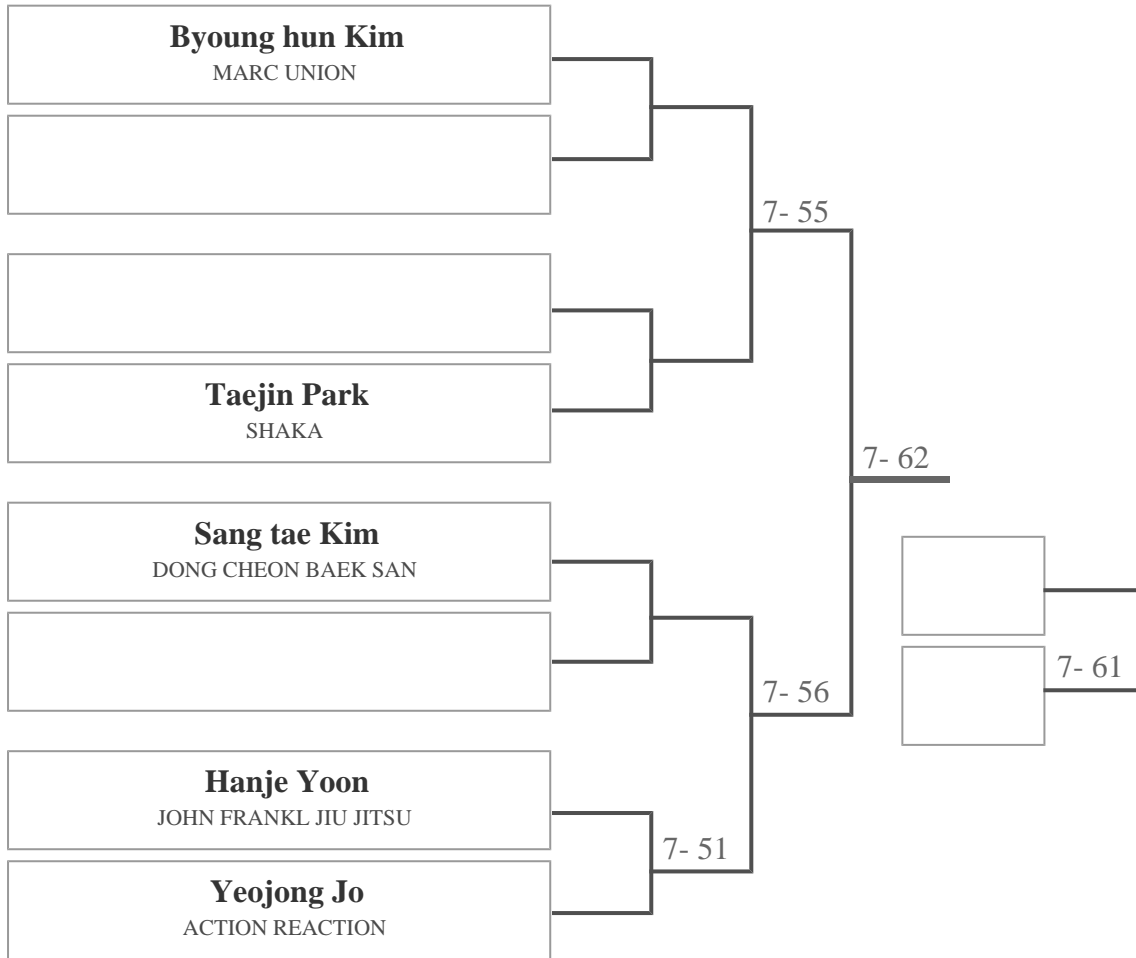 Byoung hun Kim
MARC UNION
7- 55
Taejin Park
SHAKA
7- 62
Sang tae Kim
DONG CHEON BAEK SAN
7- 61
7- 56
Hanje Yoon
JOHN FRANKL JIU JITSU
7- 51
Yeojong Jo
ACTION REACTION